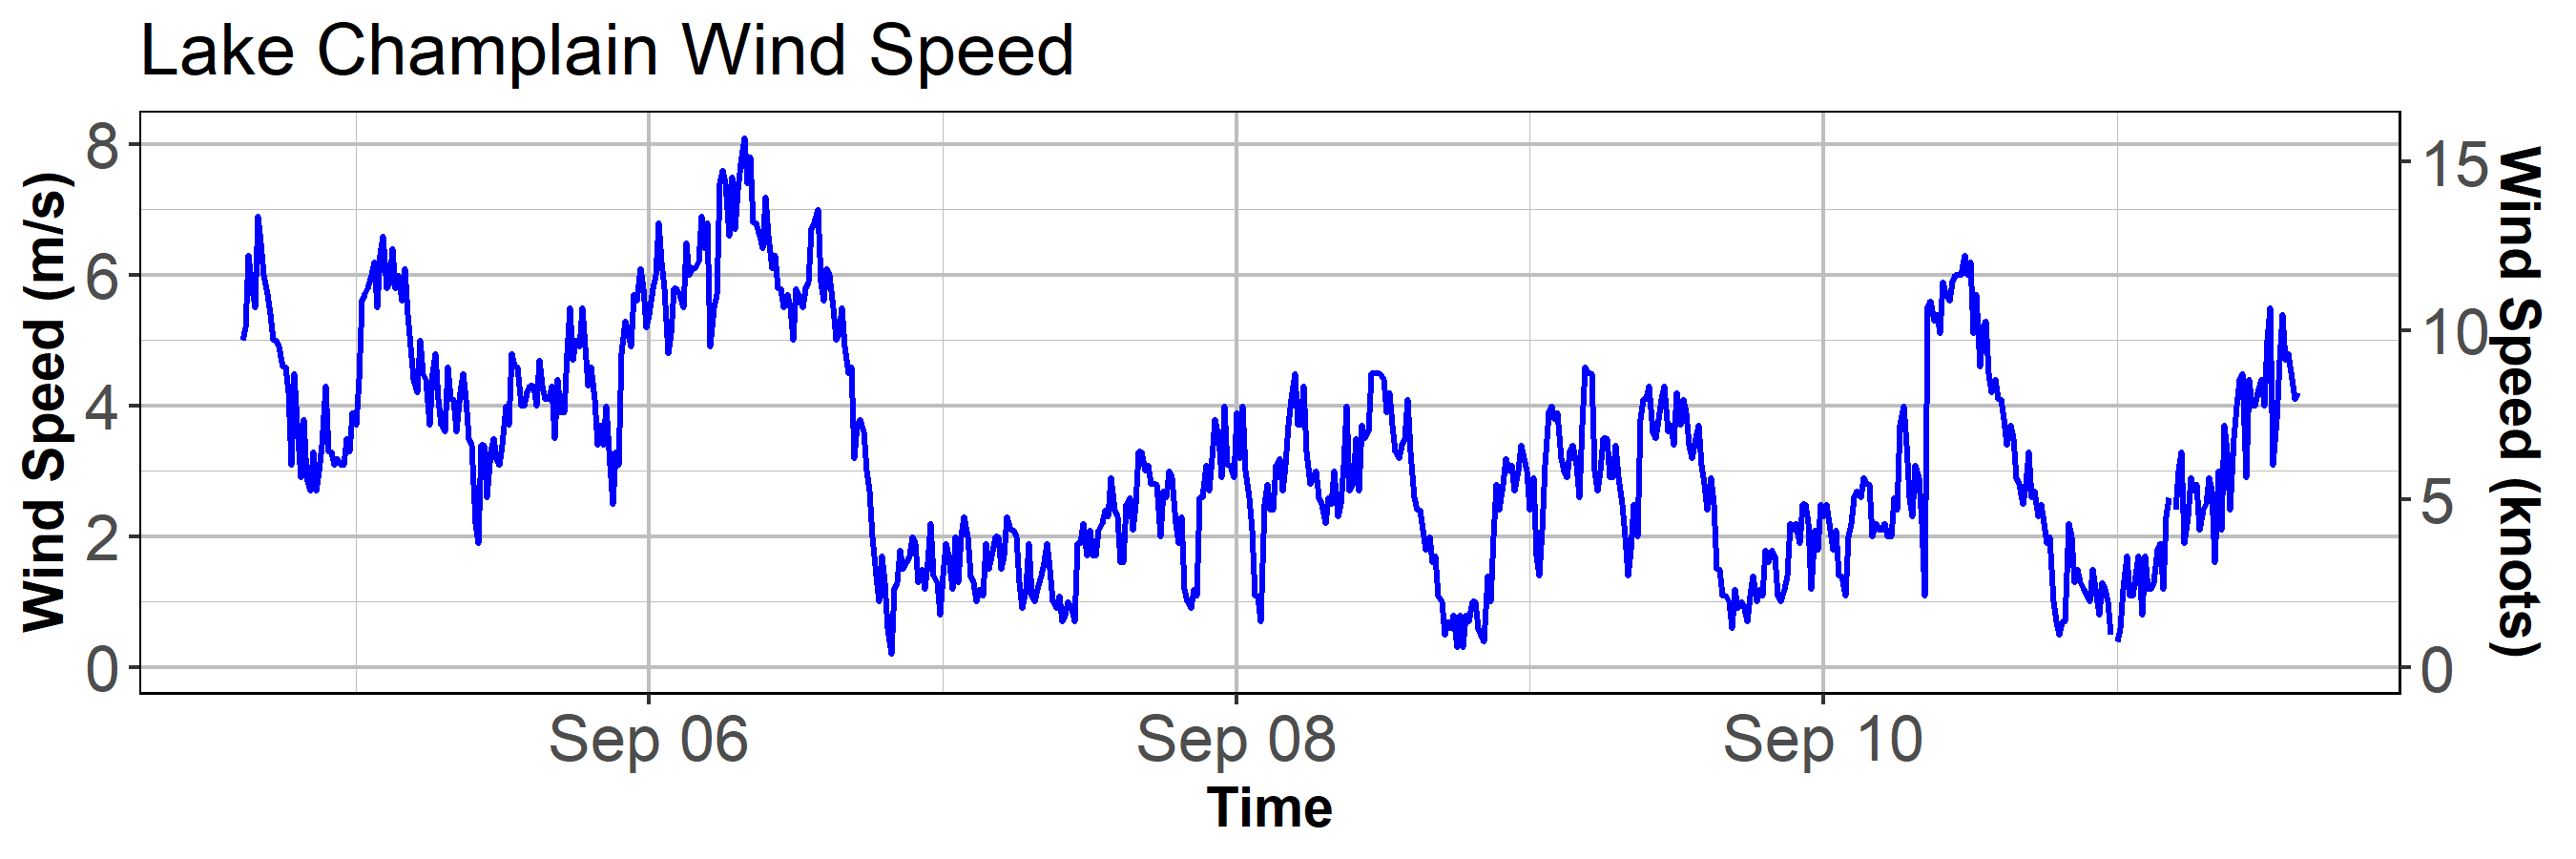 Lake Champlain Wind Speed
Wind Speed (m/s)
8
6
4
2
0
15
10
5
0
Wind Speed (knots)
Sep 06 Sep 08 Sep 10
Time